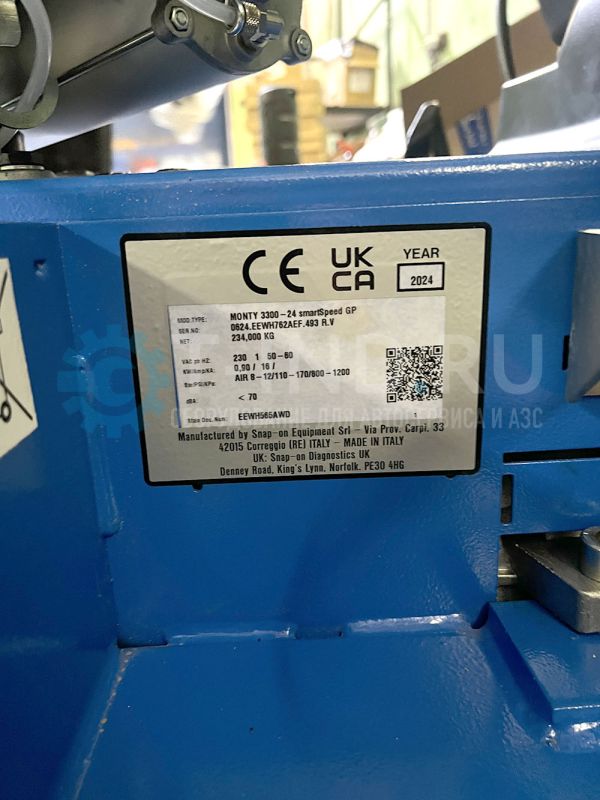 CE
UK
CA
YEAR
2024
MOD.TYPE: MONTY 3300-24 smartSpeed GP
SER.NO: 0624.EEWH762AEF.493 R.V
NET: 234,000 KG
VAC PH HZ: 230 1 50-60
KW/Amp/KA: 0,90/ 16/
Bar/PSI/KPa: AIR 8-12/110-170/800-1200
dBA: < 70
EEWH565AWD 1
Manufactured by Snap-on Equipment Srl - Via Prov. Carpi, 33
42015 Correggio (RE) ITALY - MADE IN ITALY
UK: Snap-on Diagnostics UK
Denney Road, King's Lynn, Norfolk. PE30 4HG